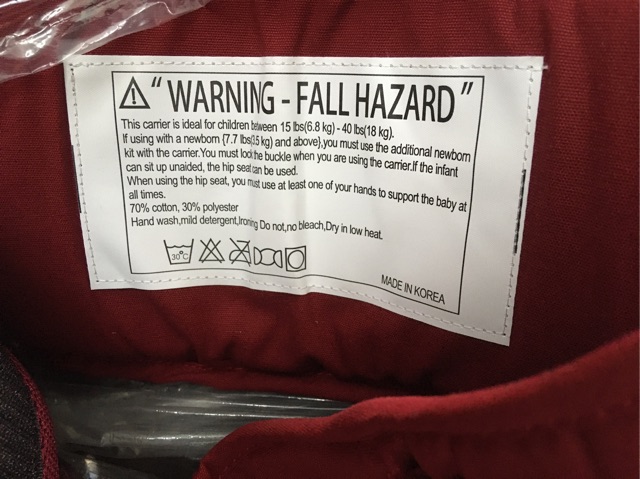 " WARNING - FALL HAZARD "
This carrier is ideal for children between 15 lbs(6.8 kg) - 40 lbs(18 kg).
If using with a newborn {7.7 lbs(3.5 kg) and above},you must use the additional newborn
kit with the carrier.You must lock the buckle when you are using the carrier.If the infant
can sit up unaided, the hip seat can be used.
When using the hip seat, you must use at least one of your hands to support the baby at
all times.
70% cotton, 30% polyester
Hand wash,mild detergent,Ironing Do not,no bleach,Dry in low heat.
30°C
MADE IN KOREA